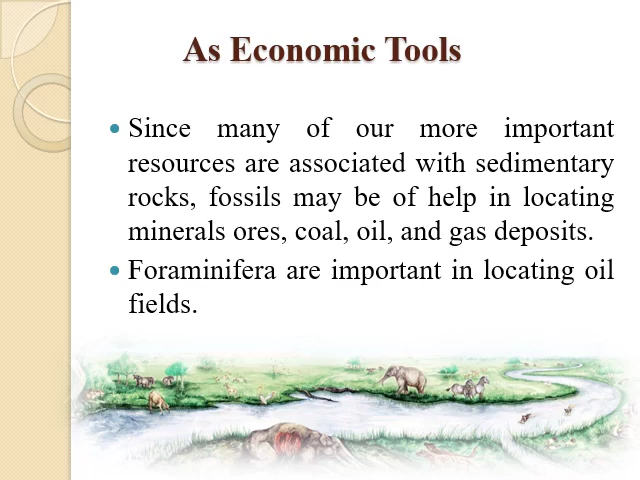 As Economic Tools
Since many of our more important
resources are associated with sedimentary
rocks, fossils may be of help in locating
minerals ores, coal, oil, and gas deposits.
Foraminifera are important in locating oil
fields.